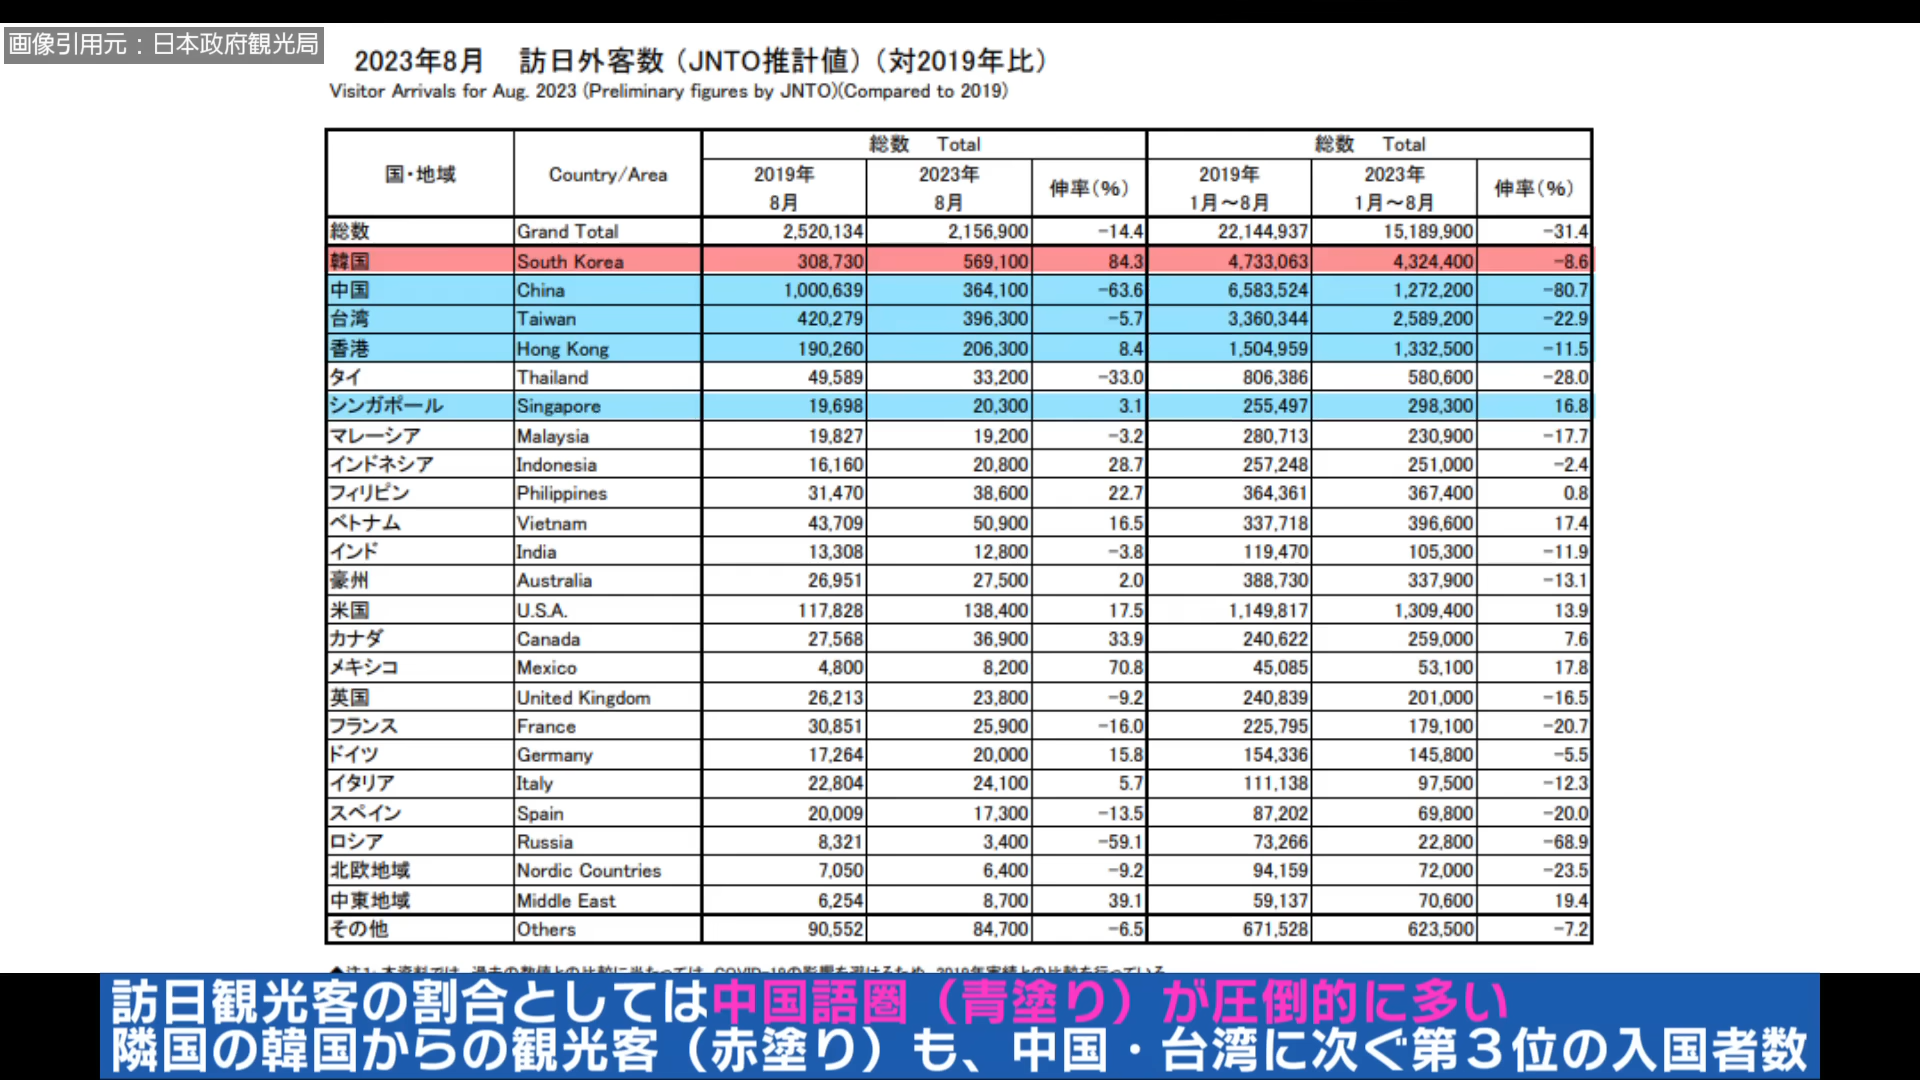 画像引用元：日本政府観光局
2023年8月　訪日外客数（JNTO推計値）（対2019年比）
Visitor Arrivals for Aug. 2023 (Preliminary figures by JNTO)(Compared to 2019)
国・地域 Country/Area 総数 Total 総数 Total
2019年8月 2023年8月 伸率(%) 2019年1月～8月 2023年1月～8月 伸率(%)
総数 Grand Total 2,520,134 2,156,900 -14.4 22,144,937 15,189,900 -31.4
韓国 South Korea 308,730 569,100 84.3 4,733,063 4,324,400 -8.6
中国 China 1,000,639 364,100 -63.6 6,583,524 1,272,200 -80.7
台湾 Taiwan 420,279 396,300 -5.7 3,360,344 2,589,200 -22.9
香港 Hong Kong 190,260 206,300 8.4 1,504,959 1,332,500 -11.5
タイ Thailand 49,589 33,200 -33.0 806,386 580,600 -28.0
シンガポール Singapore 19,698 20,300 3.1 255,497 298,300 16.8
マレーシア Malaysia 19,827 19,200 -3.2 280,713 230,900 -17.7
インドネシア Indonesia 16,160 20,800 28.7 257,248 251,000 -2.4
フィリピン Philippines 31,470 38,600 22.7 364,361 367,400 0.8
ベトナム Vietnam 43,709 50,900 16.5 337,718 396,600 17.4
インド India 13,308 12,800 -3.8 119,470 105,300 -11.9
豪州 Australia 26,951 27,500 2.0 388,730 337,900 -13.1
米国 U.S.A. 117,828 138,400 17.5 1,149,817 1,309,400 13.9
カナダ Canada 27,568 36,900 33.9 240,622 259,000 7.6
メキシコ Mexico 4,800 8,200 70.8 45,085 53,100 17.8
英国 United Kingdom 26,213 23,800 -9.2 240,839 201,000 -16.5
フランス France 30,851 25,900 -16.0 225,795 179,100 -20.7
ドイツ Germany 17,264 20,000 15.8 154,336 145,800 -5.5
イタリア Italy 22,804 24,100 5.7 111,138 97,500 -12.3
スペイン Spain 20,009 17,300 -13.5 87,202 69,800 -20.0
ロシア Russia 8,321 3,400 -59.1 73,266 22,800 -68.9
北欧地域 Nordic Countries 7,050 6,400 -9.2 94,159 72,000 -23.5
中東地域 Middle East 6,254 8,700 39.1 59,137 70,600 19.4
その他 Others 90,552 84,700 -6.5 671,528 623,500 -7.2
訪日観光客の割合としては中国語圏（青塗り）が圧倒的に多い
隣国の韓国からの観光客（赤塗り）も、中国・台湾に次ぐ第３位の入国者数